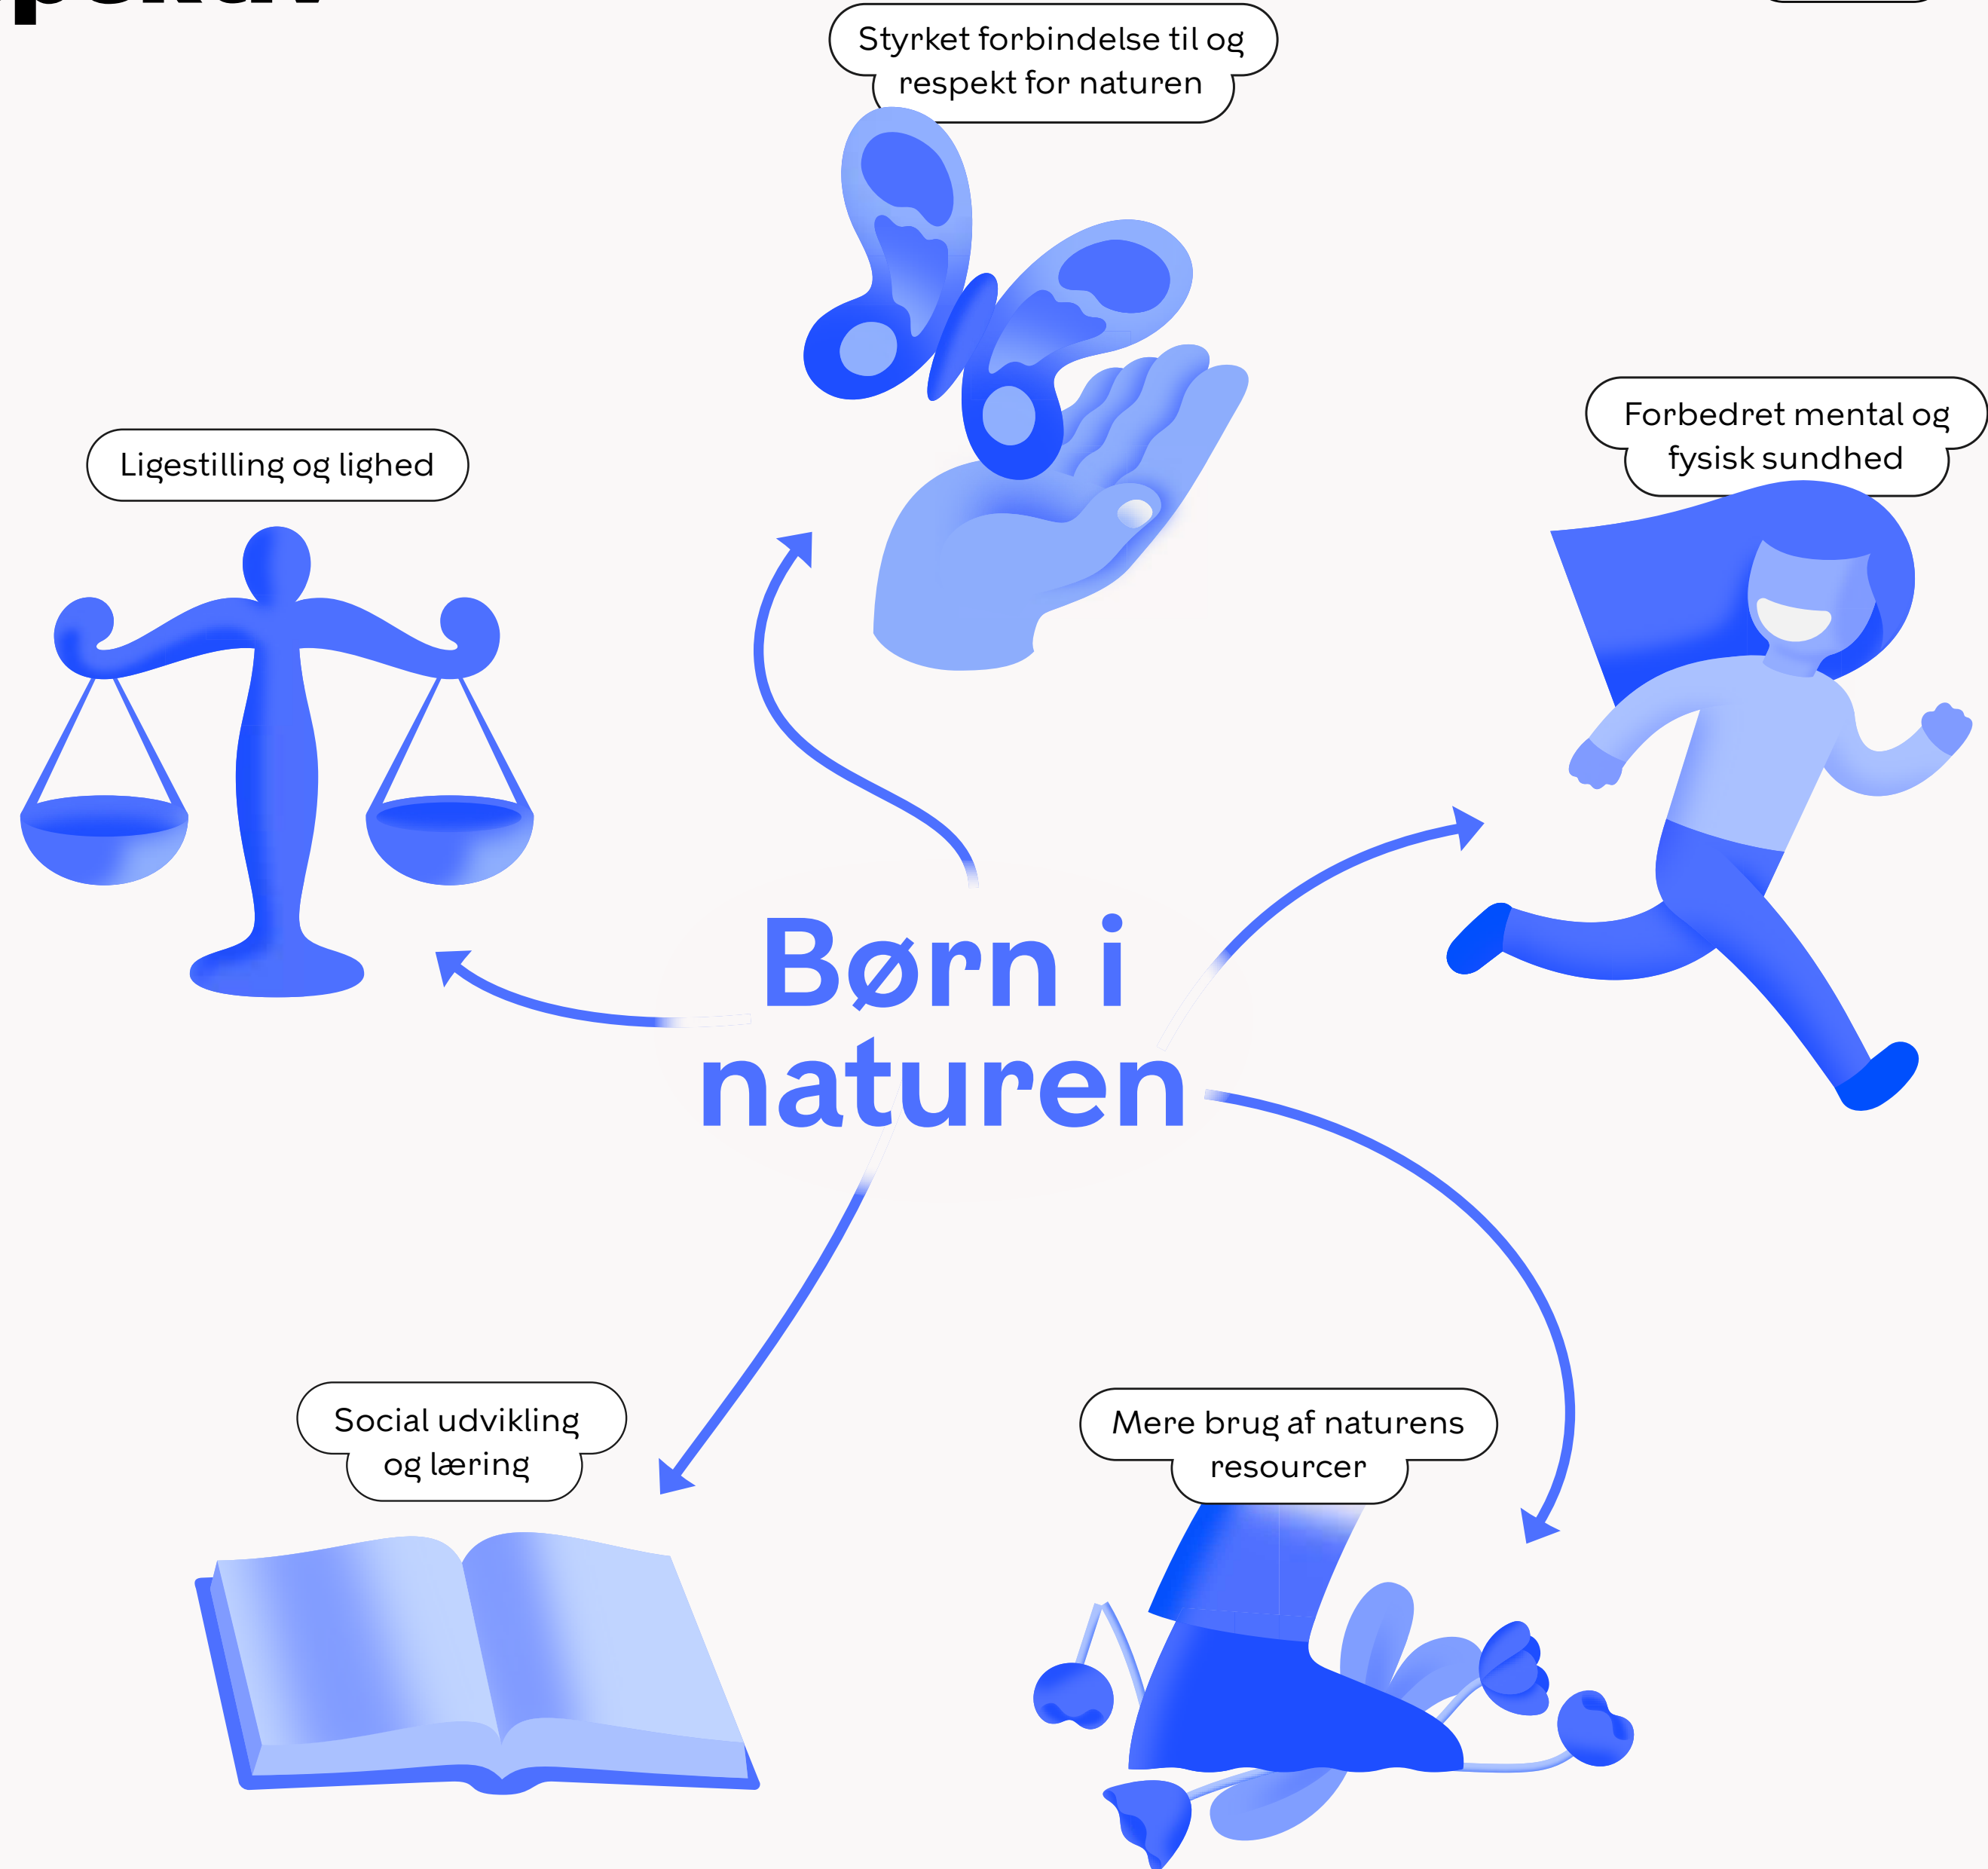 Styrket forbindelse til og
respekt for naturen
Forbedret mental og
fysisk sundhed
Ligestilling og lighed
Børn i
naturen
Social udvikling
og læring
Mere brug af naturens
resourcer